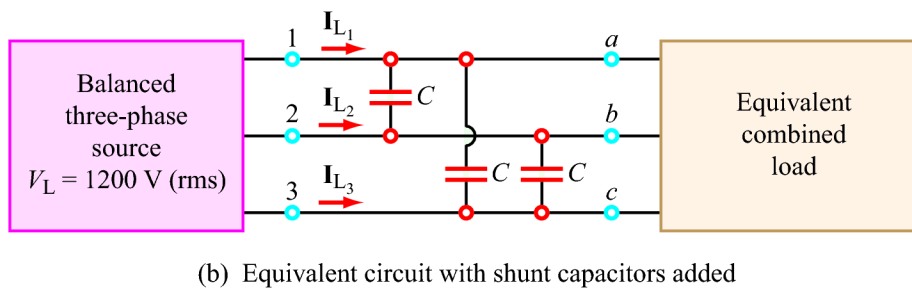 1 I_L₁ a
Balanced
three-phase
source
V_L = 1200 V (rms)
C
2 I_L₂ b
Equivalent
combined
load
C C
3 I_L₃ c
(b) Equivalent circuit with shunt capacitors added